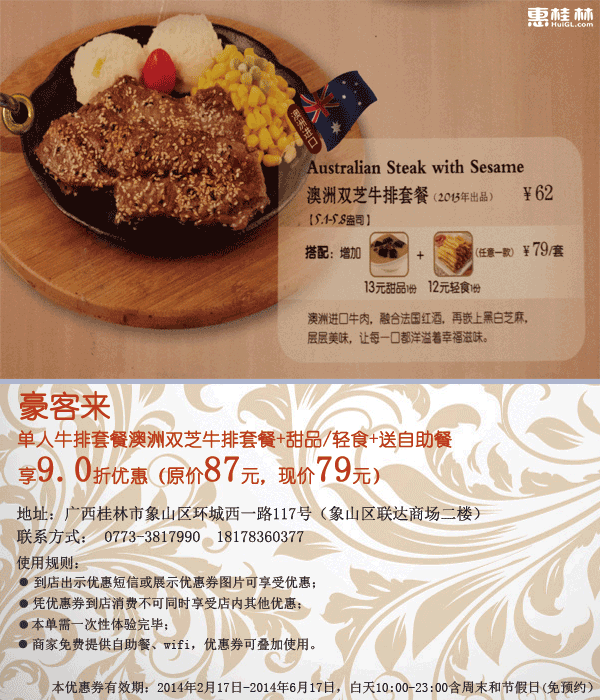 惠桂林
HuiGL.com
澳洲进口
Australian Steak with Sesame
澳洲双芝牛排套餐（2013年出品） ￥62
【5.1-5.8盎司】
搭配：增加 + （任意一款） ￥79/套
13元甜品1份 12元轻食1份
澳洲进口牛肉，融合法国红酒，再嵌上黑白芝麻，
层层美味，让每一口都洋溢着幸福滋味。
豪客来
单人牛排套餐澳洲双芝牛排套餐+甜品/轻食+送自助餐
享9.0折优惠（原价87元，现价79元）
地址：广西桂林市象山区环城西一路117号（象山区联达商场二楼）
联系方式： 0773-3817990 18178360377
使用规则：
● 到店出示优惠短信或展示优惠券图片可享受优惠；
● 凭优惠券到店消费不可同时享受店内其他优惠；
● 本单需一次性体验完毕；
● 商家免费提供自助餐、wifi，优惠券可叠加使用。
本优惠券有效期：2014年2月17日-2014年6月17日，白天10:00-23:00含周末和节假日(免预约)